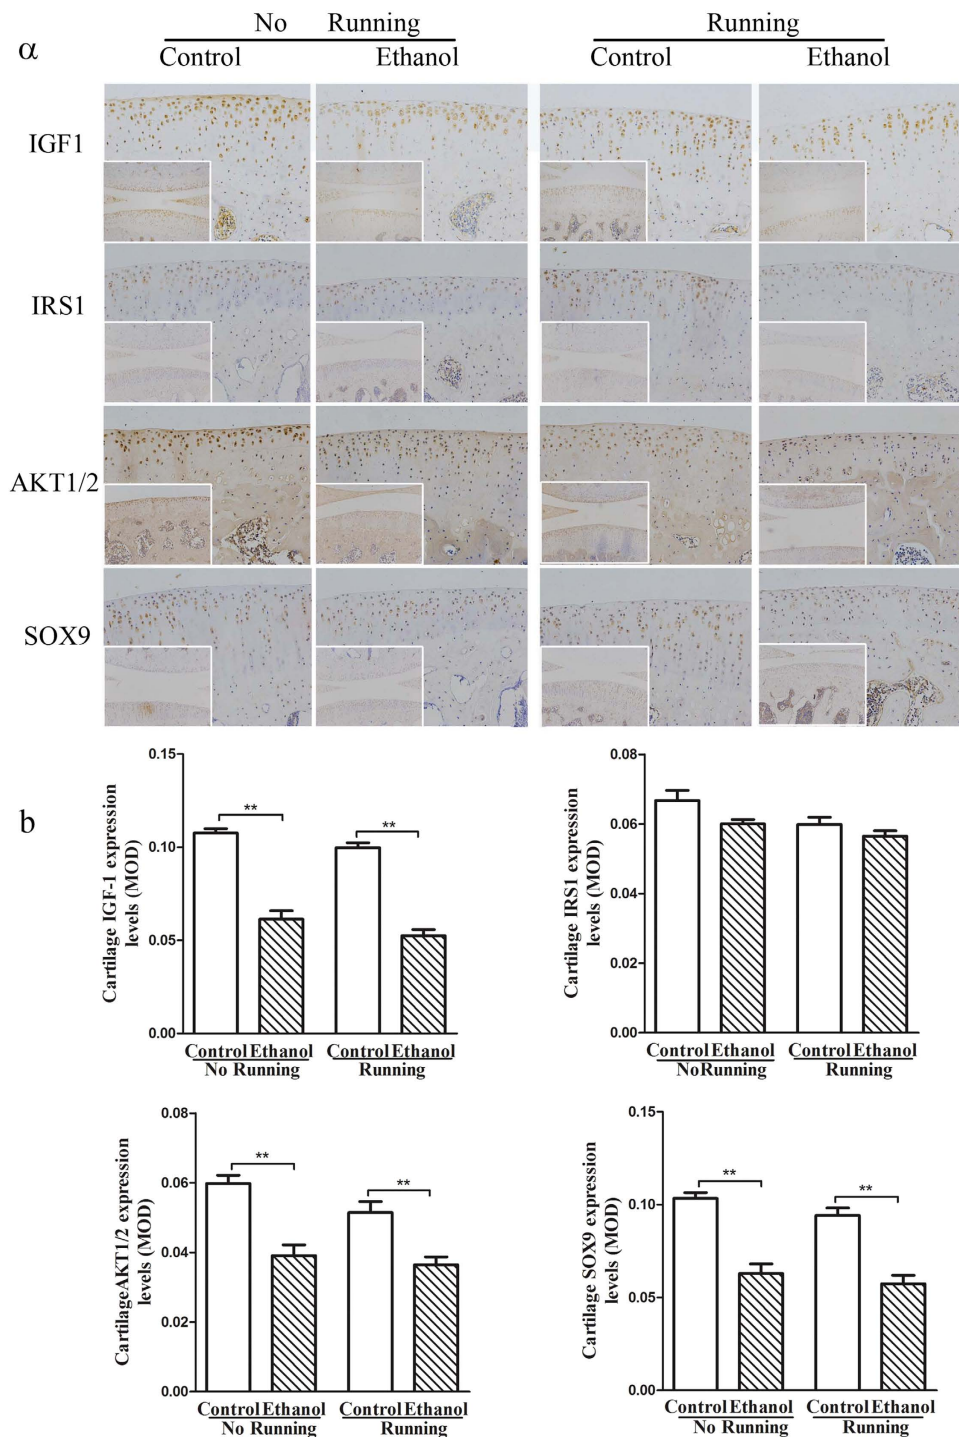 No Running Running
α
Control Ethanol Control Ethanol
IGF1
IRS1
AKT1/2
SOX9
b
Cartilage IGF-1 expression
levels (MOD)
0.15
0.10
0.05
0.00
**
**
Control Ethanol Control Ethanol
No Running Running
Cartilage IRS1 expression
levels (MOD)
0.08
0.06
0.04
0.02
0.00
Control Ethanol Control Ethanol
NoRunning Running
CartilageAKT1/2 expression
levels (MOD)
0.08
0.06
0.04
0.02
0.00
**
**
Control Ethanol Control Ethanol
No Running Running
Cartilage SOX9 expression
levels (MOD)
0.15
0.10
0.05
0.00
**
**
Control Ethanol Control Ethanol
No Running Running